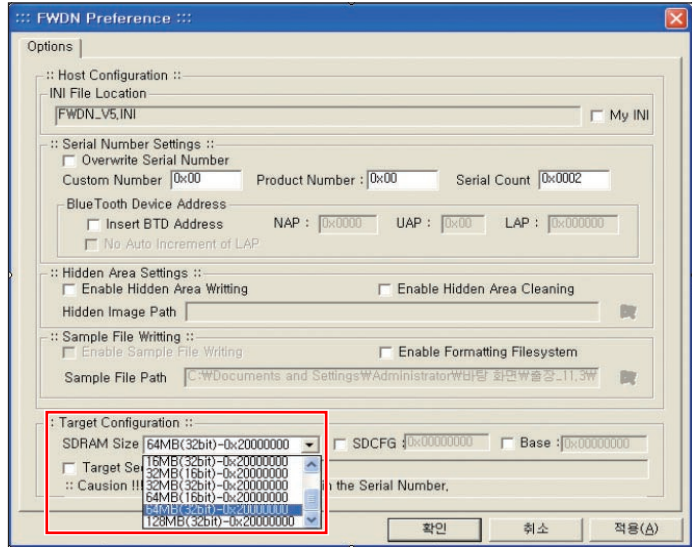 ::: FWDN Preference :::
Options
:: Host Configuration ::
INI File Location
FWDN_V5.INI
My INI
:: Serial Number Settings ::
Overwrite Serial Number
Custom Number 0x00 Product Number : 0x00 Serial Count 0x0002
BlueTooth Device Address
Insert BTD Address NAP : 0x0000 UAP : 0x00 LAP : 0x000000
No Auto Increment of LAP
:: Hidden Area Settings ::
Enable Hidden Area Writting Enable Hidden Area Cleaning
Hidden Image Path
:: Sample File Writting ::
Enable Sample File Writing Enable Formatting Filesystem
Sample File Path C:₩Documents and Settings₩Administrator₩바탕 화면₩출장_11.3₩
: Target Configuration ::
SDRAM Size 64MB(32bit)-0x20000000 SDCFG : 0x00000000 Base : 0x00000000
16MB(32bit)-0x20000000
32MB(16bit)-0x20000000
Target Se
32MB(32bit)-0x20000000
:: Causion !!! in the Serial Number,
64MB(16bit)-0x20000000
64MB(32bit)-0x20000000
128MB(32bit)-0x20000000
확인 취소 적용(A)